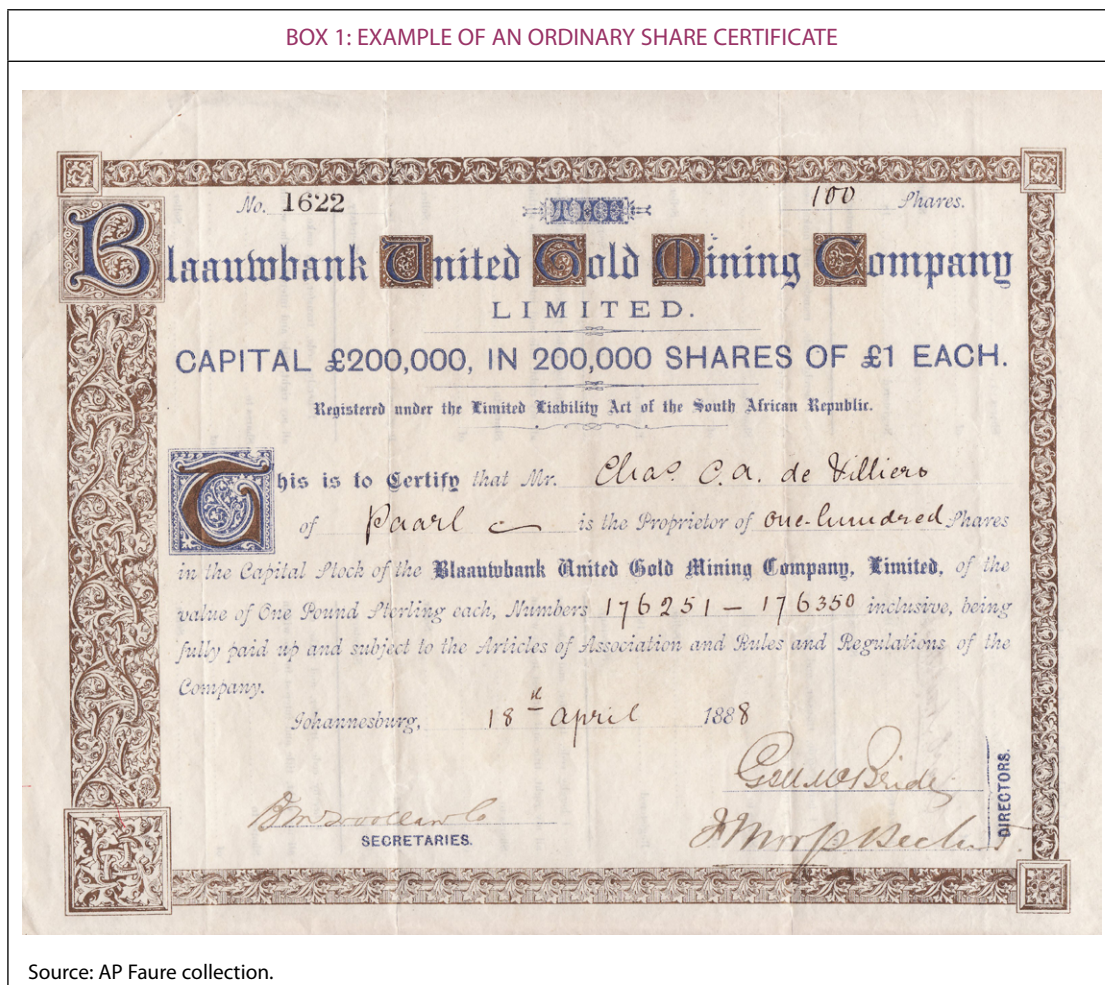 BOX 1: EXAMPLE OF AN ORDINARY SHARE CERTIFICATE
No. 1622 THE 100 Shares.
Blaauwbank United Gold Mining Company
LIMITED.
CAPITAL £200,000, IN 200,000 SHARES OF £1 EACH.
Registered under the Limited Liability Act of the South African Republic.
This is to Certify that Mr. Chas. C. A. de Villiers
of Paarl is the Proprietor of one-hundred Shares
in the Capital Stock of the Blaauwbank United Gold Mining Company, Limited, of the
value of One Pound Sterling each, Numbers 176251 – 176350 inclusive, being
fully paid up and subject to the Articles of Association and Rules and Regulations of the
Company.
Johannesburg, 18th April 1888
DIRECTORS.
SECRETARIES.
Source: AP Faure collection.